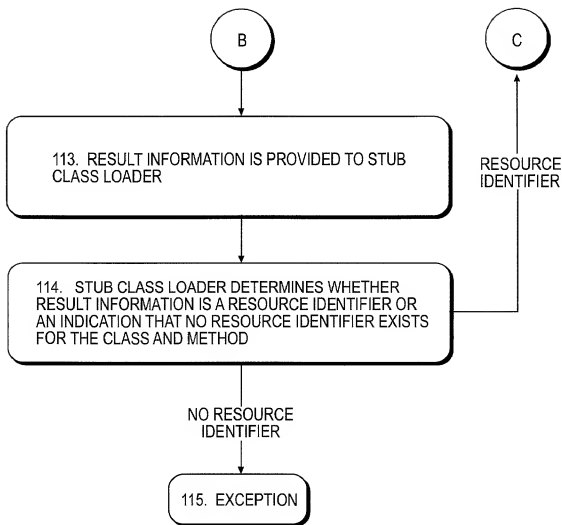 B
C
113. RESULT INFORMATION IS PROVIDED TO STUB
CLASS LOADER
RESOURCE
IDENTIFIER
114. STUB CLASS LOADER DETERMINES WHETHER
RESULT INFORMATION IS A RESOURCE IDENTIFIER OR
AN INDICATION THAT NO RESOURCE IDENTIFIER EXISTS
FOR THE CLASS AND METHOD
NO RESOURCE
IDENTIFIER
115. EXCEPTION